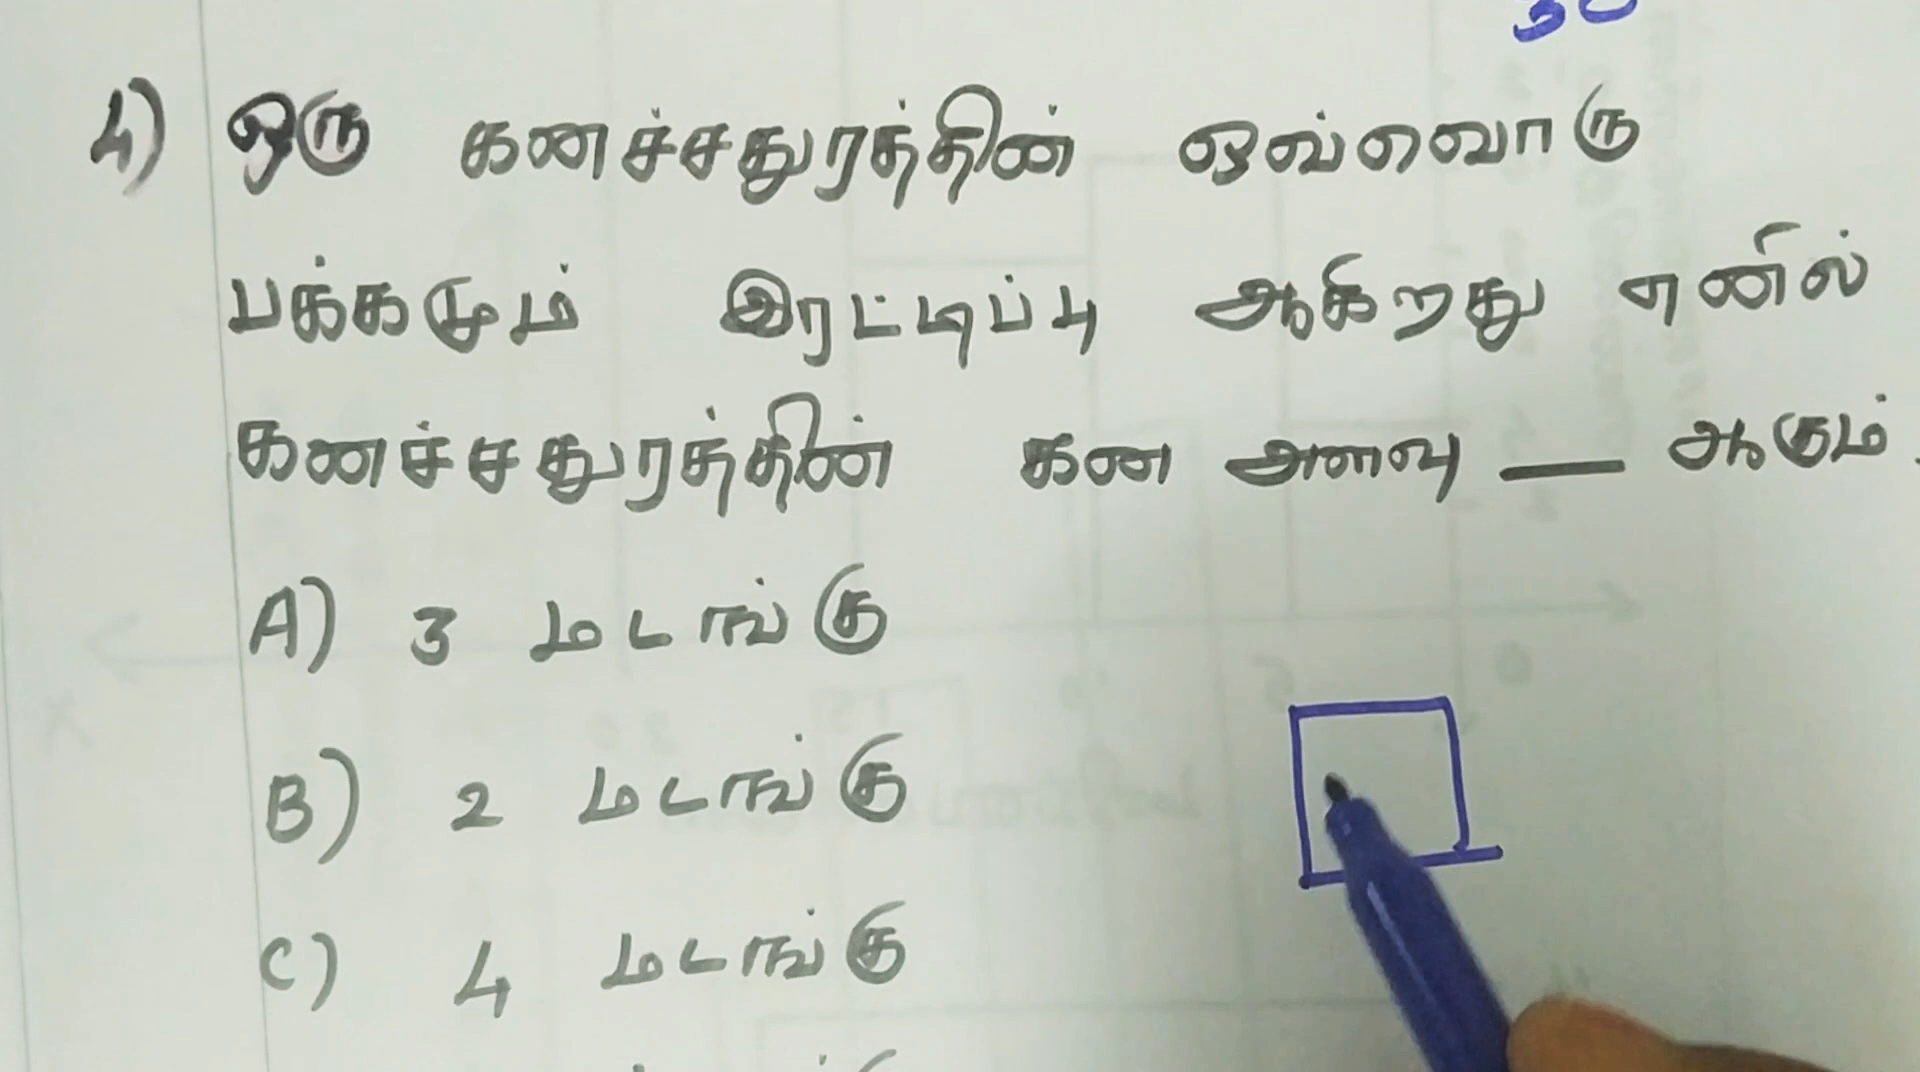 4) ஒரு கனச்சதுரத்தின் ஒவ்வொரு
பக்கமும் இரட்டிப்பு ஆகிறது எனில்
கனச்சதுரத்தின் கன அளவு — ஆகும்.
A) 3 மடங்கு
B) 2 மடங்கு
C) 4 மடங்கு